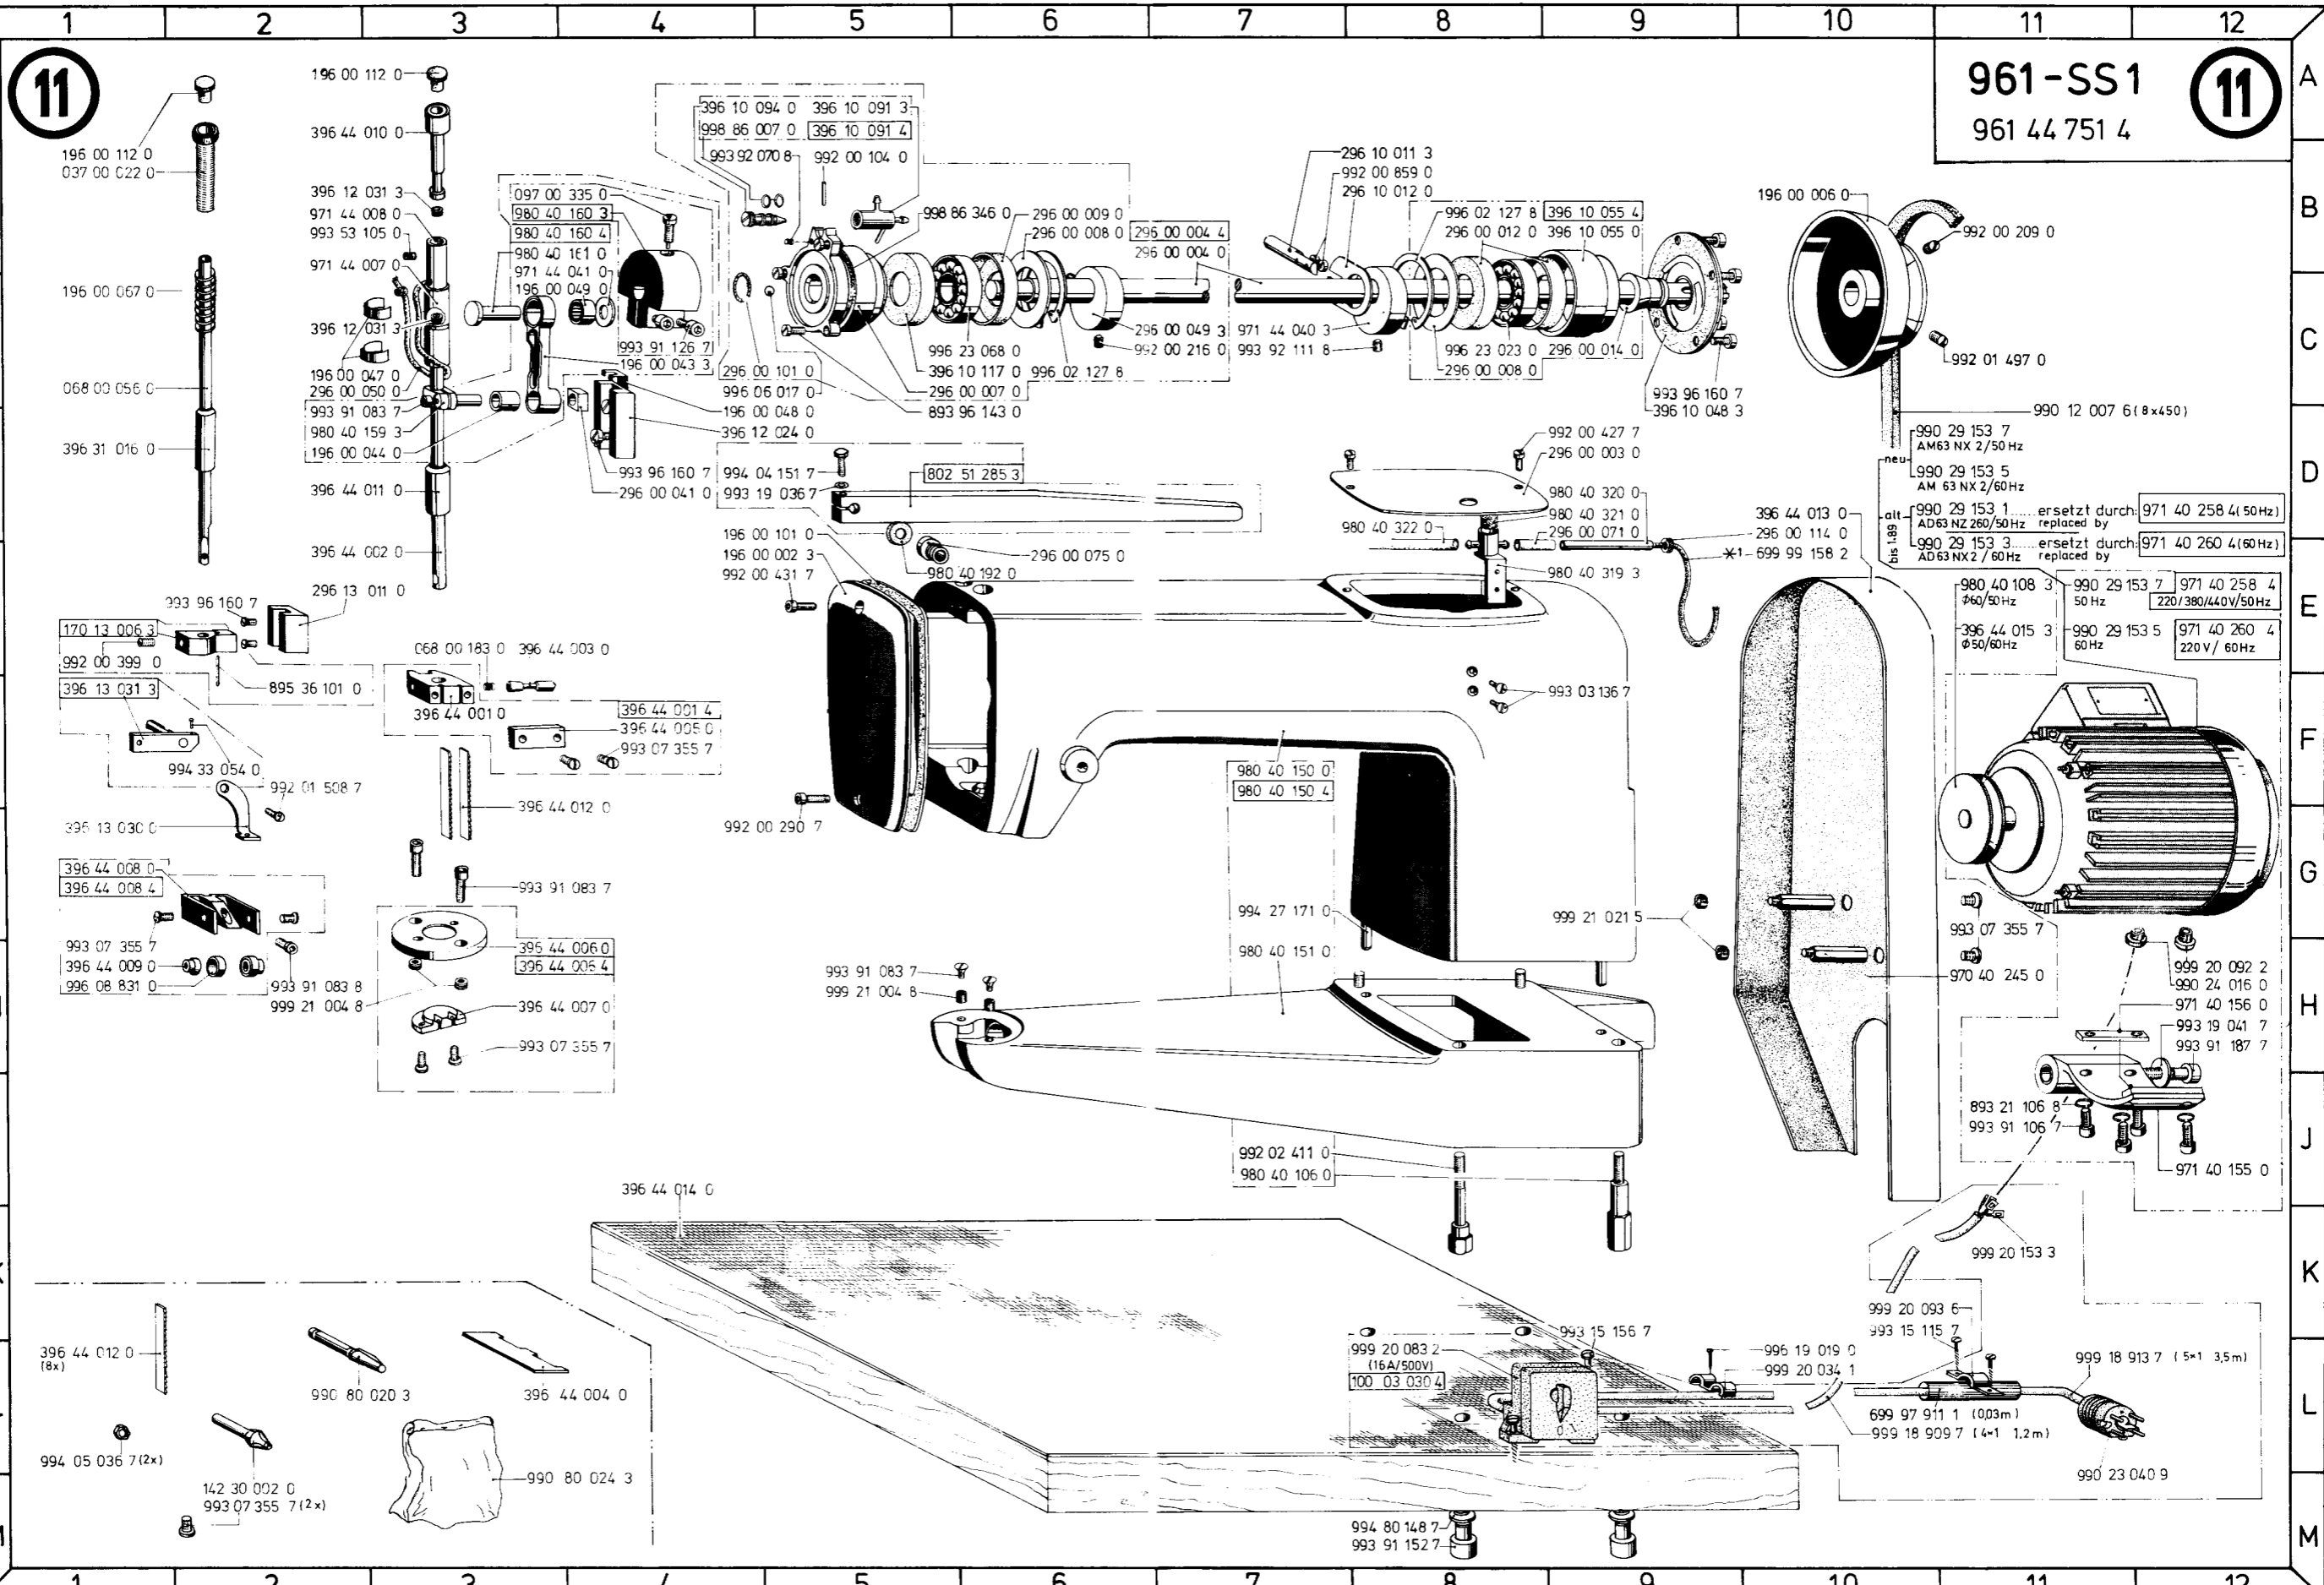 1 2 3 4 5 6 7 8 9 10 11 12
11
961-SS1
961 44 751 4
11
A
B
C
D
E
F
G
H
J
K
L
M
196 00 112 0
037 00 022 0
196 00 067 0
068 00 056 0
396 31 016 0
196 00 112 0
396 44 010 0
396 12 031 3
971 44 008 0
993 53 105 0
971 44 007 0
396 12 031 3
196 00 047 0
296 00 050 0
993 91 083 7
980 40 159 3
196 00 044 0
396 44 011 0
396 44 002 0
097 00 335 0
980 40 160 3
980 40 160 4
980 40 161 0
971 44 041 0
196 00 049 0
993 91 126 7
196 00 043 3
396 10 094 0
396 10 091 3
998 86 007 0
396 10 091 4
993 92 070 8
992 00 104 0
998 86 346 0
296 00 009 0
296 00 008 0
296 00 004 4
296 00 004 0
296 00 049 3
992 00 216 0
996 23 068 0
396 10 117 0
996 02 127 8
296 00 007 0
893 96 143 0
296 00 101 0
996 06 017 0
196 00 048 0
396 12 024 0
993 96 160 7
296 00 041 0
296 10 011 3
992 00 859 0
296 10 012 0
996 02 127 8
396 10 055 4
296 00 012 0
396 10 055 0
971 44 040 3
993 92 111 8
996 23 023 0
296 00 014 0
296 00 008 0
993 96 160 7
396 10 048 3
196 00 006 0
992 00 209 0
992 01 497 0
990 12 007 6 (8x450)
neu
990 29 153 7
AM63 NX 2/50 Hz
990 29 153 5
AM 63 NX 2/60Hz
alt
bis 1.89
990 29 153 1 ...... ersetzt durch: 971 40 258 4 (50Hz)
AD63 NZ 260/50Hz replaced by
990 29 153 3 ...... ersetzt durch: 971 40 260 4 (60Hz)
AD63 NX2 / 60Hz replaced by
994 04 151 7
993 19 036 7
802 51 285 3
992 00 427 7
296 00 003 0
980 40 320 0
980 40 321 0
980 40 322 0
296 00 071 0
980 40 319 3
396 44 013 0
296 00 114 0
*1 699 99 158 2
196 00 101 0
196 00 002 3
992 00 431 7
296 00 075 0
980 40 192 0
980 40 108 3
Φ60/50Hz
990 29 153 7
50 Hz
971 40 258 4
220/380/440V/50Hz
396 44 015 3
Φ50/60Hz
990 29 153 5
60Hz
971 40 260 4
220V/ 60Hz
993 96 160 7
296 13 011 0
170 13 006 3
992 00 399 0
895 36 101 0
396 13 031 3
994 33 054 0
992 01 508 7
068 00 183 0
396 44 003 0
396 44 001 0
396 44 001 4
396 44 005 0
993 07 355 7
396 44 012 0
993 03 136 7
980 40 150 0
980 40 150 4
992 00 290 7
396 44 008 0
396 44 008 4
993 07 355 7
396 44 009 0
996 08 831 0
993 91 083 8
999 21 004 8
993 91 083 7
396 44 006 0
396 44 007 0
993 07 355 7
994 27 171 0
980 40 151 0
993 91 083 7
999 21 004 8
999 21 021 5
993 07 355 7
970 40 245 0
999 20 092 2
990 24 016 0
971 40 156 0
993 19 041 7
993 91 187 7
893 21 106 8
993 91 106 7
971 40 155 0
992 02 411 0
980 40 106 0
396 44 014 0
999 20 153 3
999 20 093 6
993 15 115 7
993 15 156 7
999 20 083 2
(16A/500V)
100 03 030 4
996 19 019 0
999 20 034 1
999 18 913 7 (5x1 3,5m)
699 97 911 1 (0,03m)
999 18 909 7 (4x1 1,2m)
990 23 040 9
396 44 012 0
(8x)
990 80 020 3
396 44 004 0
994 05 036 7 (2x)
142 30 002 0
993 07 355 7 (2x)
990 80 024 3
994 80 148 7
993 91 152 7
1 2 3 4 5 6 7 8 9 10 11 12